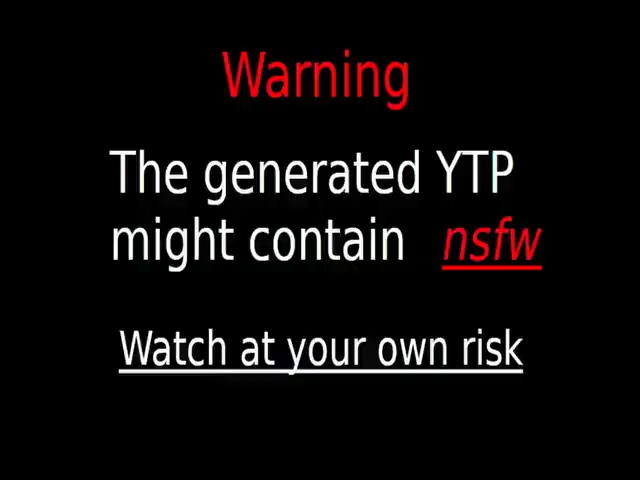 Warning
The generated YTP
might contain nsfw
Watch at your own risk